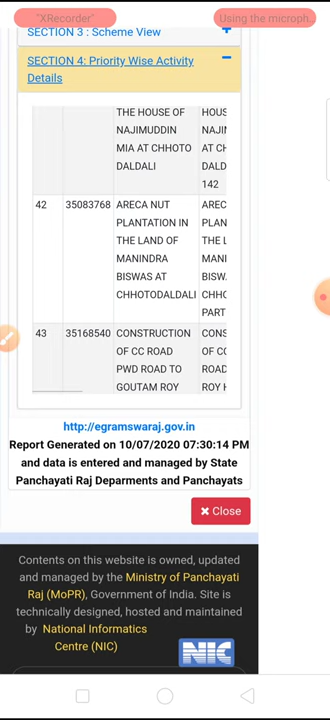 "XRecorder"
Using the microph...
SECTION 3 : Scheme View
+
SECTION 4: Priority Wise Activity
Details
−
THE HOUSE OF
NAJIMUDDIN
MIA AT CHHOTO
DALDALI
HOUS
NAJI
AT CH
DALD
142
42
35083768
ARECA NUT
PLANTATION IN
THE LAND OF
MANINDRA
BISWAS AT
CHHOTODALDALI
AREC
PLAN
THE L
MANI
BISW
CHHO
PART
43
35168540
CONSTRUCTION
OF CC ROAD
PWD ROAD TO
GOUTAM ROY
CONS
OF CC
ROAD
ROY H
http://egramswaraj.gov.in
Report Generated on 10/07/2020 07:30:14 PM
and data is entered and managed by State
Panchayati Raj Deparments and Panchayats
✖ Close
Contents on this website is owned, updated
and managed by the Ministry of Panchayati
Raj (MoPR), Government of India. Site is
technically designed, hosted and maintained
by National Informatics
Centre (NIC)
NIC